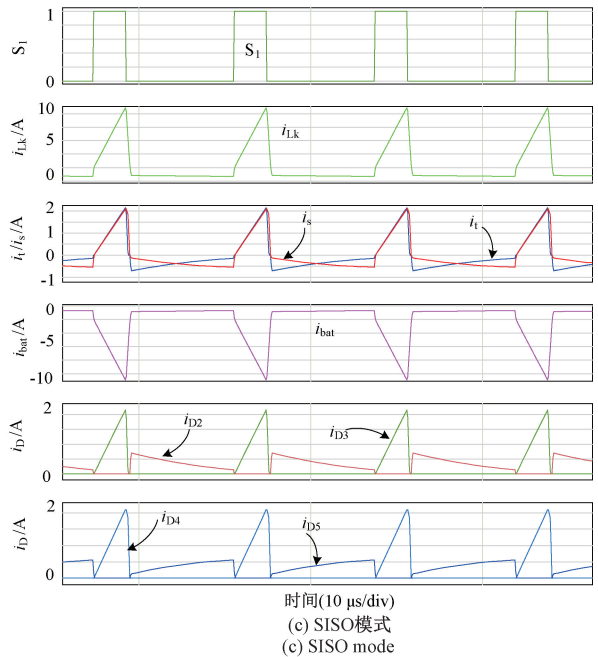 1
S1
S1
0
10
iLk/A
5
iLk
0
2
it/is/A
1
is
it
0
-1
0
ibat/A
-5
ibat
-10
2
iD/A
iD2
iD3
0
2
iD/A
iD4
iD5
0
时间(10 μs/div)
(c) SISO模式
(c) SISO mode